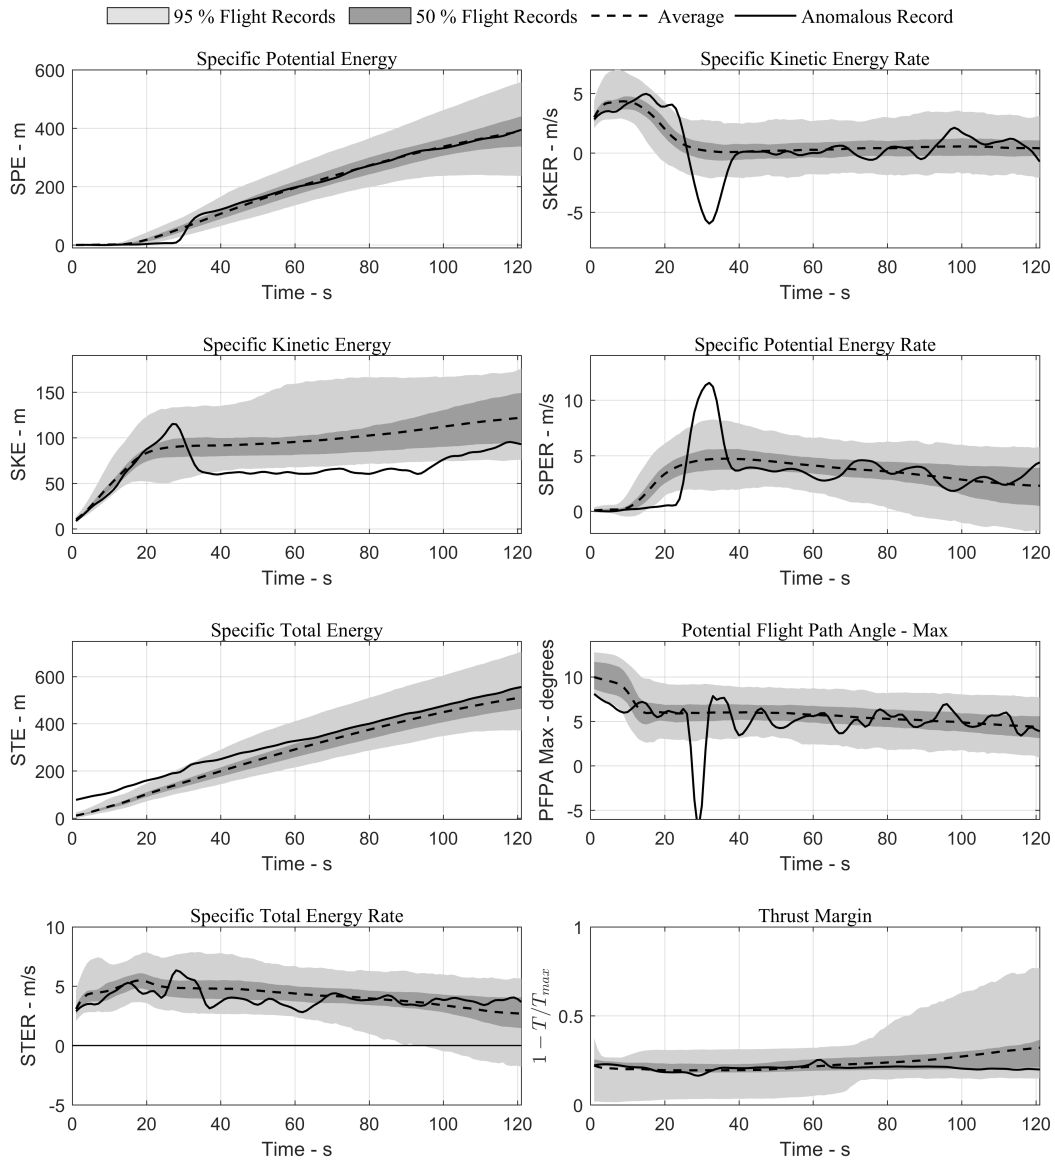 95 % Flight Records 50 % Flight Records Average Anomalous Record
Specific Potential Energy
SPE - m
600
400
200
0
0 20 40 60 80 100 120
Time - s
Specific Kinetic Energy Rate
SKER - m/s
5
0
-5
0 20 40 60 80 100 120
Time - s
Specific Kinetic Energy
SKE - m
150
100
50
0
0 20 40 60 80 100 120
Time - s
Specific Potential Energy Rate
SPER - m/s
10
5
0
0 20 40 60 80 100 120
Time - s
Specific Total Energy
STE - m
600
400
200
0
0 20 40 60 80 100 120
Time - s
Potential Flight Path Angle - Max
PFPA Max - degrees
10
5
0
-5
0 20 40 60 80 100 120
Time - s
Specific Total Energy Rate
STER - m/s
10
5
0
-5
0 20 40 60 80 100 120
Time - s
Thrust Margin
1 − T/Tmax
1
0.5
0
0 20 40 60 80 100 120
Time - s